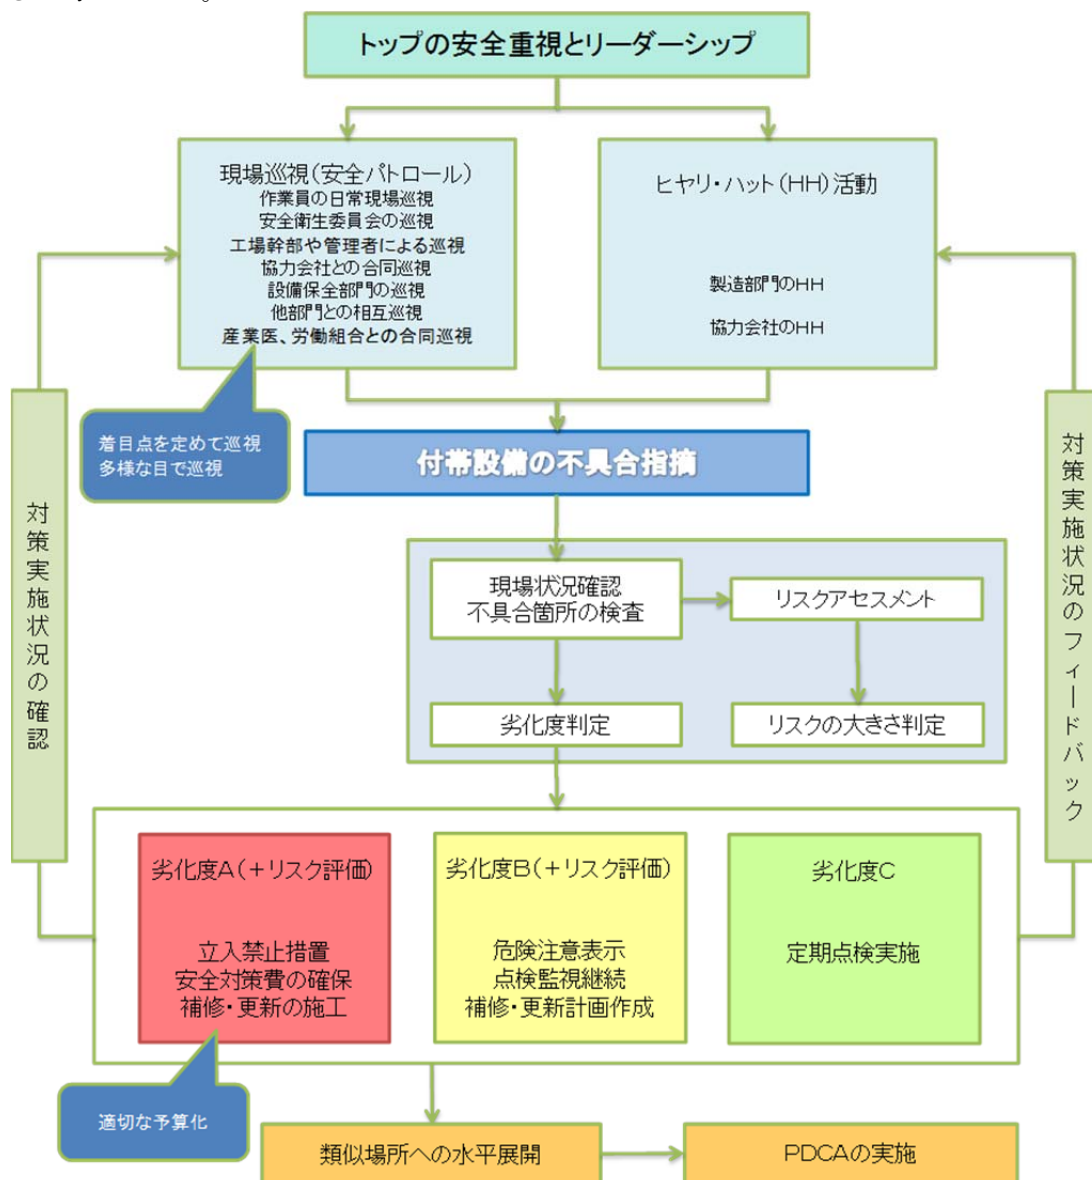 トップの安全重視とリーダーシップ
現場巡視(安全パトロール)
作業員の日常現場巡視
安全衛生委員会の巡視
工場幹部や管理者による巡視
協力会社との合同巡視
設備保全部門の巡視
他部門との相互巡視
産業医、労働組合との合同巡視
ヒヤリ・ハット(HH)活動
製造部門のHH
協力会社のHH
着目点を定めて巡視
多様な目で巡視
付帯設備の不具合指摘
対策実施状況の確認
対策実施状況のフィードバック
現場状況確認
不具合箇所の検査
リスクアセスメント
劣化度判定
リスクの大きさ判定
劣化度A(+リスク評価)
立入禁止措置
安全対策費の確保
補修・更新の施工
劣化度B(+リスク評価)
危険注意表示
点検監視継続
補修・更新計画作成
劣化度C
定期点検実施
適切な予算化
類似場所への水平展開
PDCAの実施